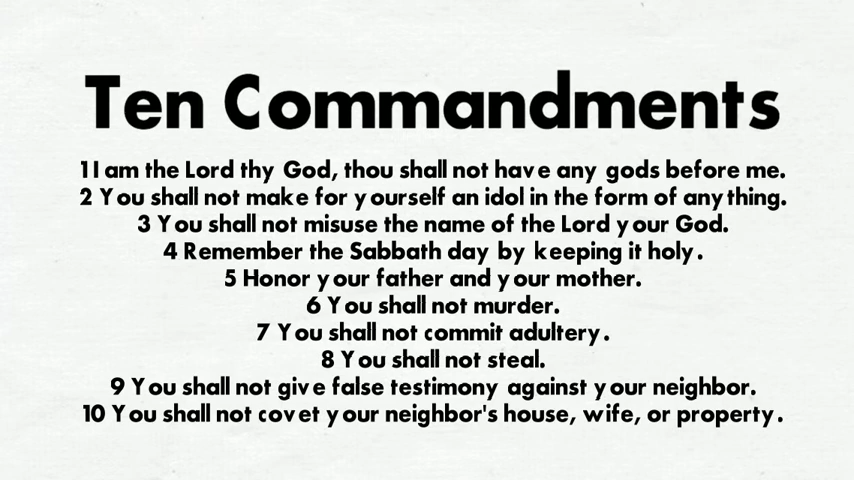 Ten Commandments
1 I am the Lord thy God, thou shall not have any gods before me.
2 You shall not make for yourself an idol in the form of anything.
3 You shall not misuse the name of the Lord your God.
4 Remember the Sabbath day by keeping it holy.
5 Honor your father and your mother.
6 You shall not murder.
7 You shall not commit adultery.
8 You shall not steal.
9 You shall not give false testimony against your neighbor.
10 You shall not covet your neighbor's house, wife, or property.